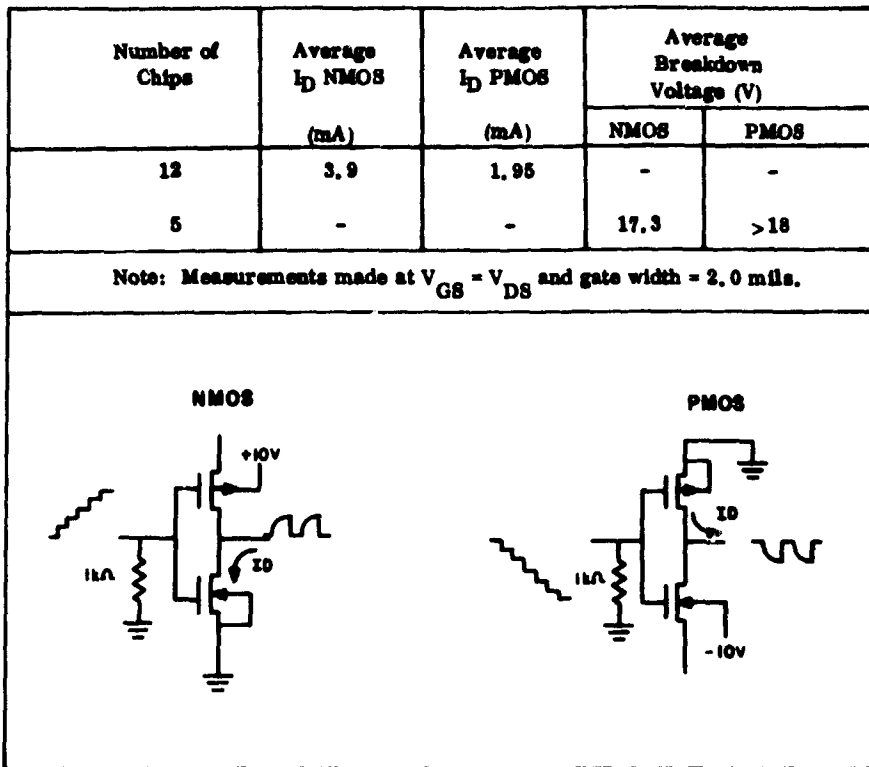 Number of Chips
Average I_D NMOS (mA)
Average I_D PMOS (mA)
Average Breakdown Voltage (V)
NMOS PMOS
12 3.9 1.95 - -
5 - - 17.3 >18
Note: Measurements made at V_GS = V_DS and gate width = 2.0 mils.
NMOS
+10V
1kΩ
ID
PMOS
ID
1kΩ
-10V